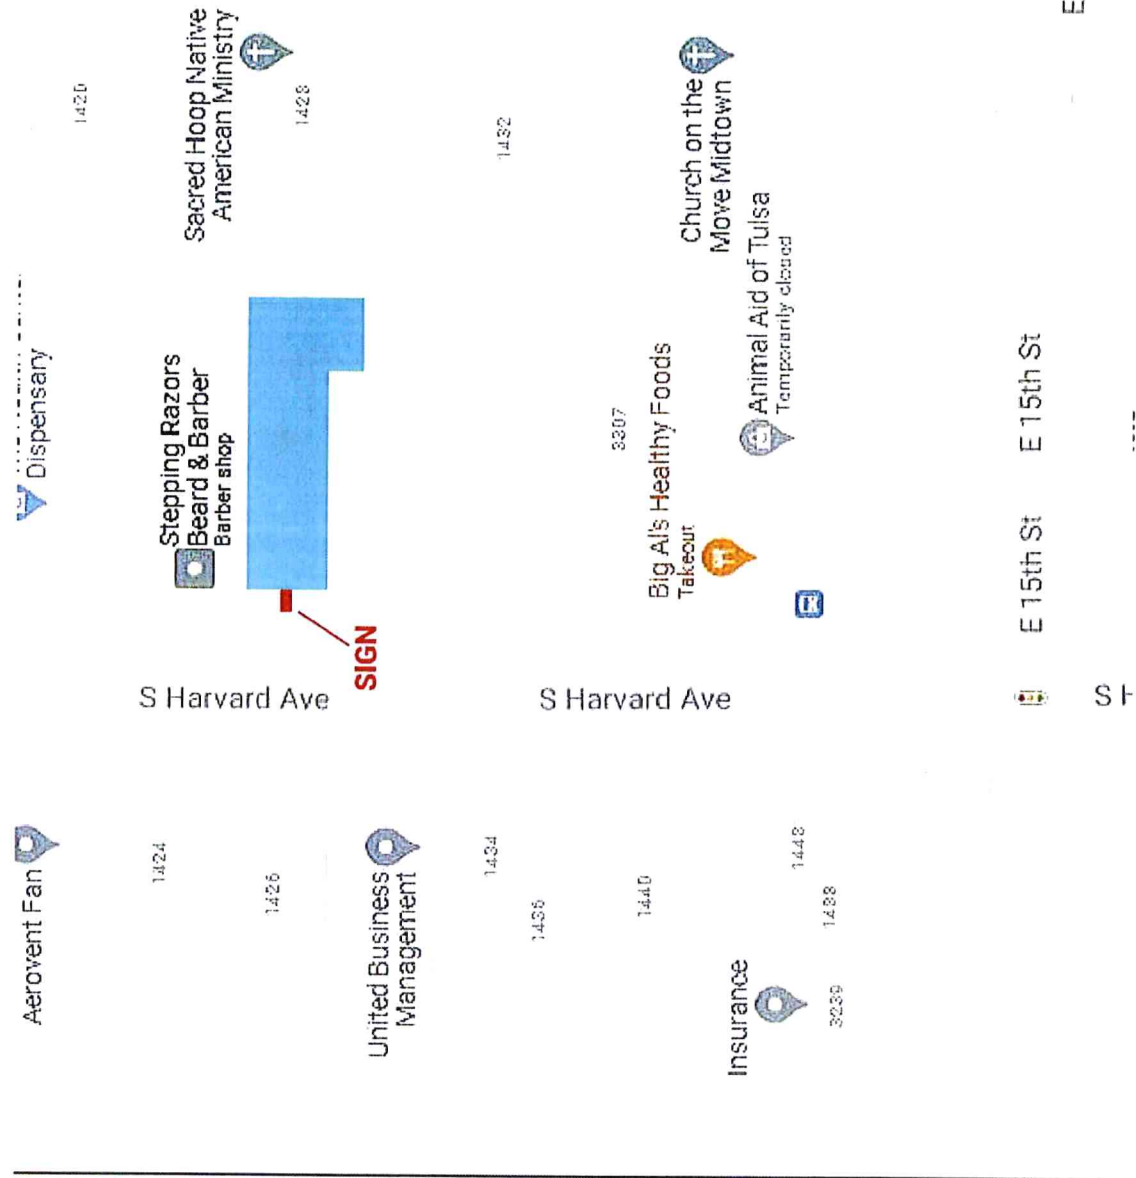 1420
Sacred Hoop Native
American Ministry
1428
1432
Church on the
Move Midtown
Dispensary
Stepping Razors
Beard & Barber
Barber shop
SIGN
3307
Big Al's Healthy Foods
Takeout
Animal Aid of Tulsa
Temporarily closed
E 15th St
E 15th St
S Harvard Ave
S Harvard Ave
S H
E
Aerovent Fan
1424
1426
United Business
Management
1434
1436
1440
1448
1438
Insurance
3239